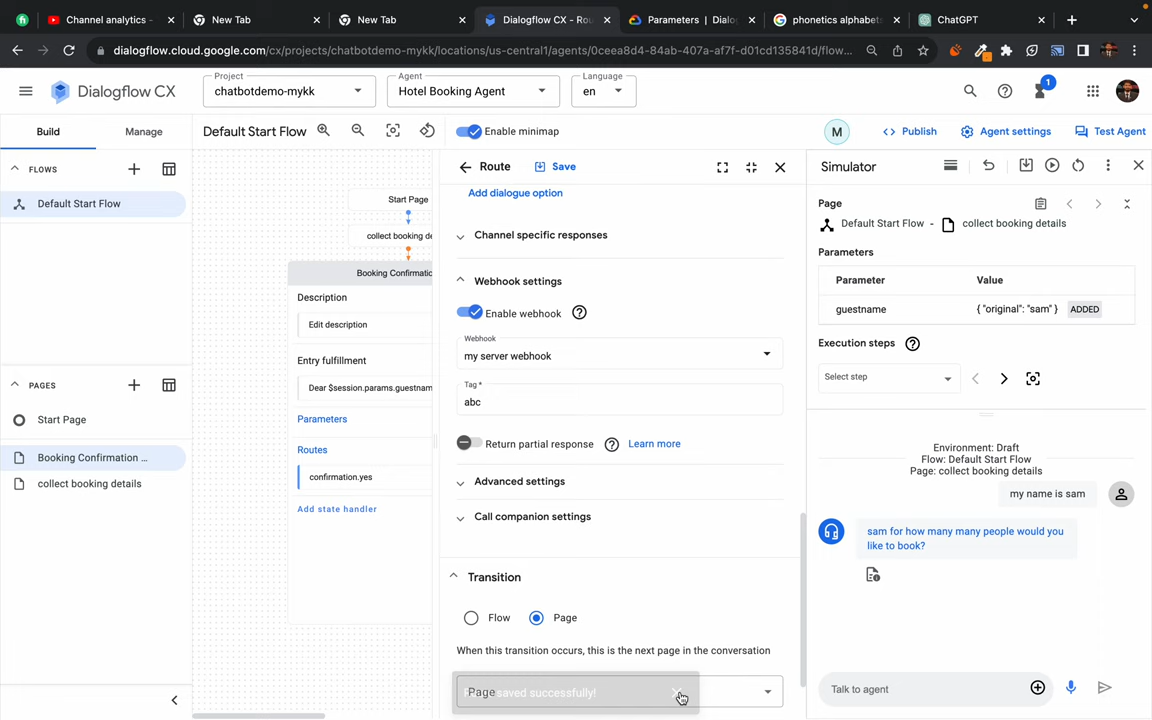 Channel analytics -
New Tab
New Tab
Dialogflow CX - Rou
Parameters | Dialo
phonetics alphabet
ChatGPT
dialogflow.cloud.google.com/cx/projects/chatbotdemo-mykk/locations/us-central1/agents/0ceea8d4-84ab-407a-af7f-d01cd135841d/flow...
Dialogflow CX
Project
chatbotdemo-mykk
Agent
Hotel Booking Agent
Language
en
1
Build
Manage
Default Start Flow
Enable minimap
M
Publish
Agent settings
Test Agent
FLOWS
Default Start Flow
PAGES
Start Page
Booking Confirmation ...
collect booking details
Start Page
collect booking de
Booking Confirmatic
Description
Edit description
Entry fulfillment
Dear $session.params.guestnam
Parameters
Routes
confirmation.yes
Add state handler
Route
Save
Add dialogue option
Channel specific responses
Webhook settings
Enable webhook
Webhook
my server webhook
Tag *
abc
Return partial response
Learn more
Advanced settings
Call companion settings
Transition
Flow
Page
When this transition occurs, this is the next page in the conversation
Page
saved successfully!
Simulator
Page
Default Start Flow -
collect booking details
Parameters
Parameter
Value
guestname
{ "original": "sam" }
ADDED
Execution steps
Select step
Environment: Draft
Flow: Default Start Flow
Page: collect booking details
my name is sam
sam for how many many people would you
like to book?
Talk to agent